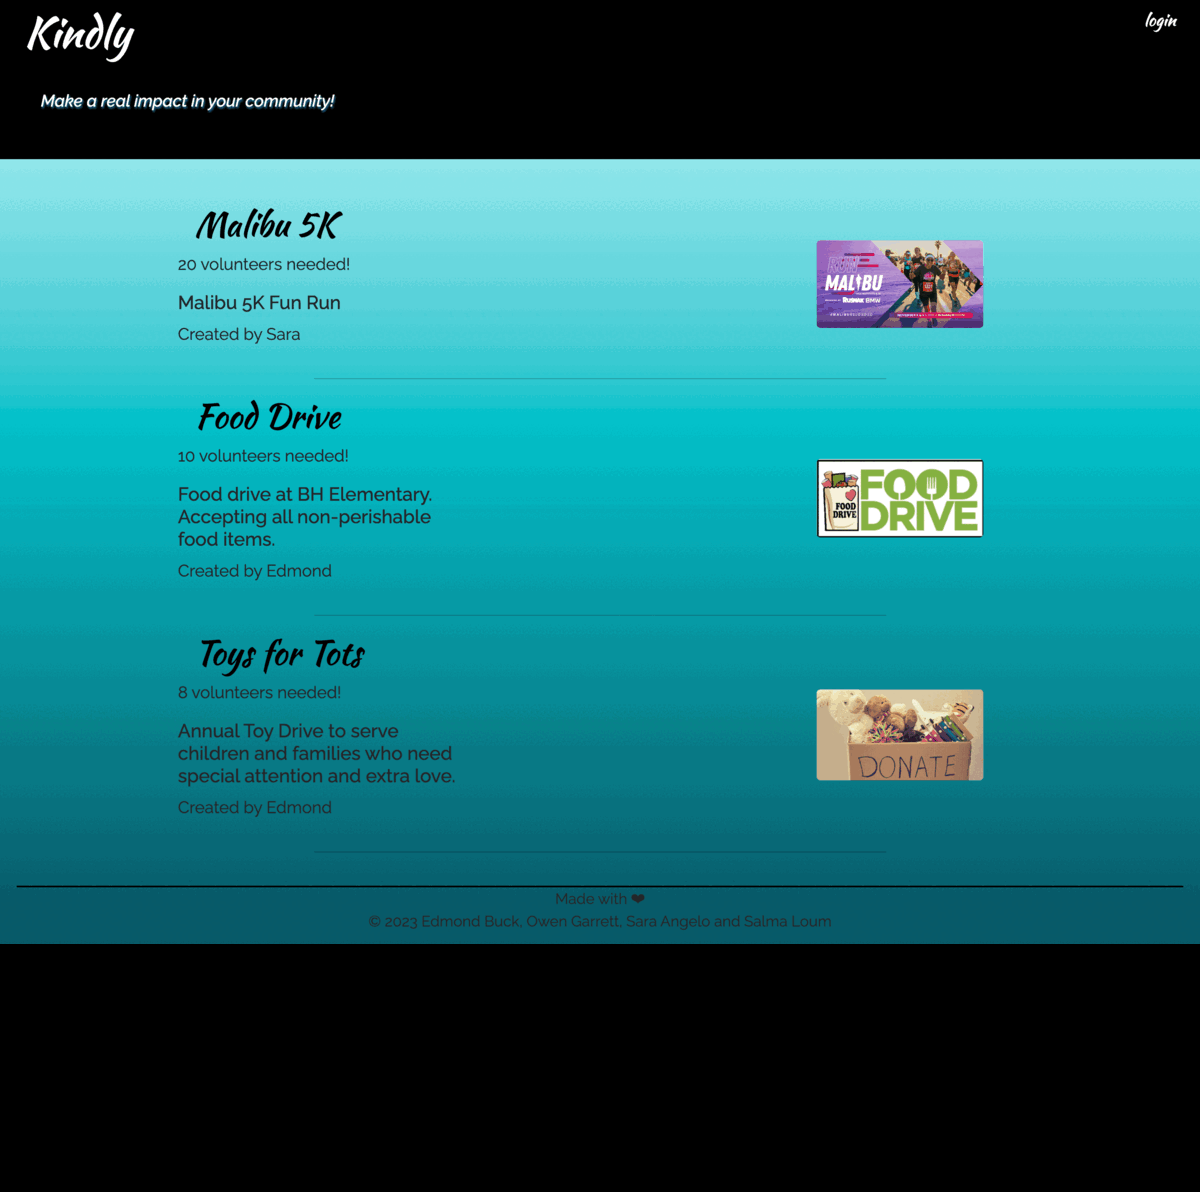 Kindly
login
Make a real impact in your community!
Malibu 5K
20 volunteers needed!
Malibu 5K Fun Run
Created by Sara
MALIBU
BMW
Food Drive
10 volunteers needed!
Food drive at BH Elementary.
Accepting all non-perishable
food items.
Created by Edmond
FOOD
DRIVE
FOOD
DRIVE
Toys for Tots
8 volunteers needed!
Annual Toy Drive to serve
children and families who need
special attention and extra love.
Created by Edmond
DONATE
Made with ❤
© 2023 Edmond Buck, Owen Garrett, Sara Angelo and Salma Loum